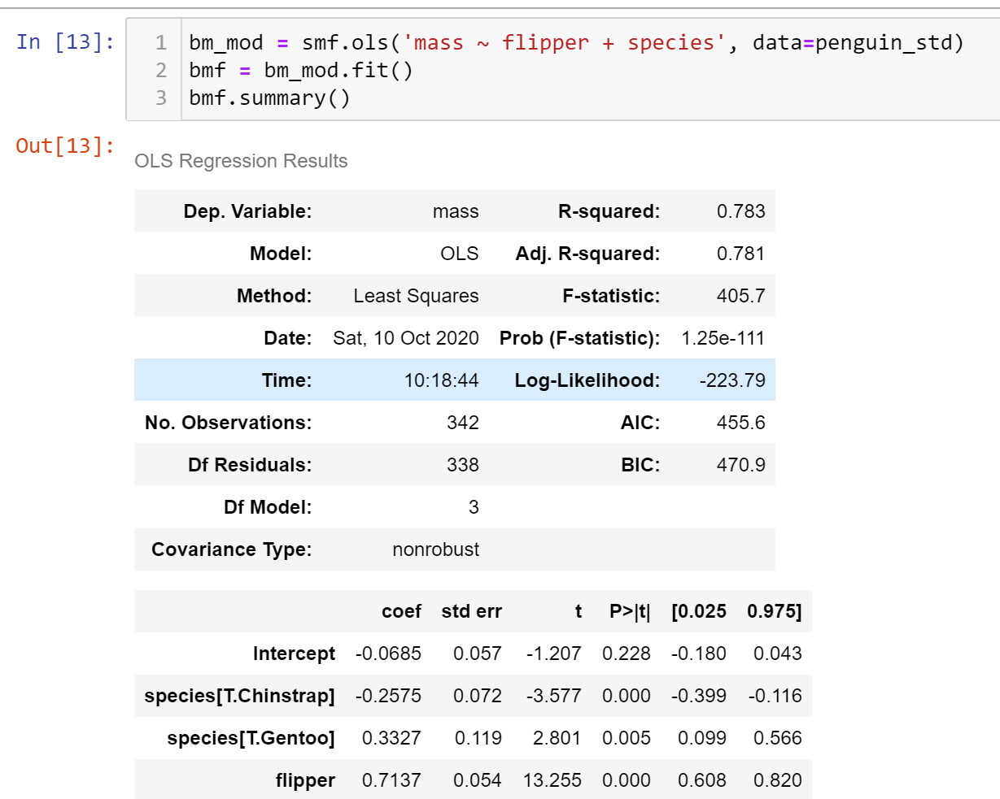 In [13]:
1 bm_mod = smf.ols('mass ~ flipper + species', data=penguin_std)
2 bmf = bm_mod.fit()
3 bmf.summary()
Out[13]:
OLS Regression Results
Dep. Variable: mass R-squared: 0.783
Model: OLS Adj. R-squared: 0.781
Method: Least Squares F-statistic: 405.7
Date: Sat, 10 Oct 2020 Prob (F-statistic): 1.25e-111
Time: 10:18:44 Log-Likelihood: -223.79
No. Observations: 342 AIC: 455.6
Df Residuals: 338 BIC: 470.9
Df Model: 3
Covariance Type: nonrobust
coef std err t P>|t| [0.025 0.975]
Intercept -0.0685 0.057 -1.207 0.228 -0.180 0.043
species[T.Chinstrap] -0.2575 0.072 -3.577 0.000 -0.399 -0.116
species[T.Gentoo] 0.3327 0.119 2.801 0.005 0.099 0.566
flipper 0.7137 0.054 13.255 0.000 0.608 0.820